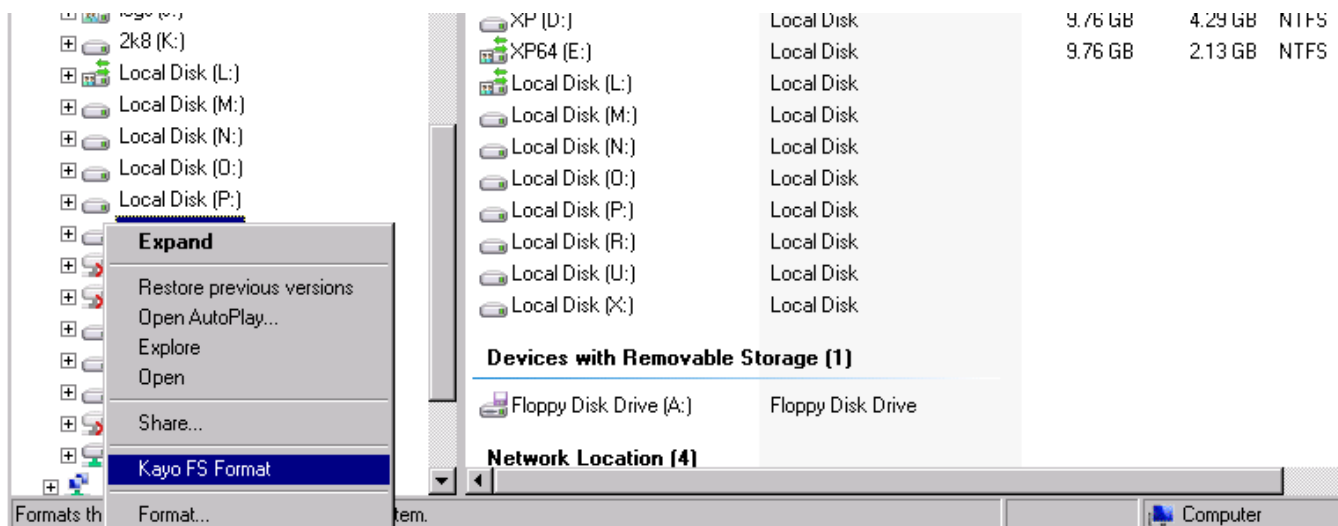 2k8 (K:)
Local Disk (L:)
Local Disk (M:)
Local Disk (N:)
Local Disk (O:)
Local Disk (P:)
Expand
Restore previous versions
Open AutoPlay...
Explore
Open
Share...
Kayo FS Format
Format...
XP (D:) Local Disk 9.76 GB 4.29 GB NTFS
XP64 (E:) Local Disk 9.76 GB 2.13 GB NTFS
Local Disk (L:) Local Disk
Local Disk (M:) Local Disk
Local Disk (N:) Local Disk
Local Disk (O:) Local Disk
Local Disk (P:) Local Disk
Local Disk (R:) Local Disk
Local Disk (U:) Local Disk
Local Disk (X:) Local Disk
Devices with Removable Storage (1)
Floppy Disk Drive (A:) Floppy Disk Drive
Network Location (4)
Formats th tem. Computer